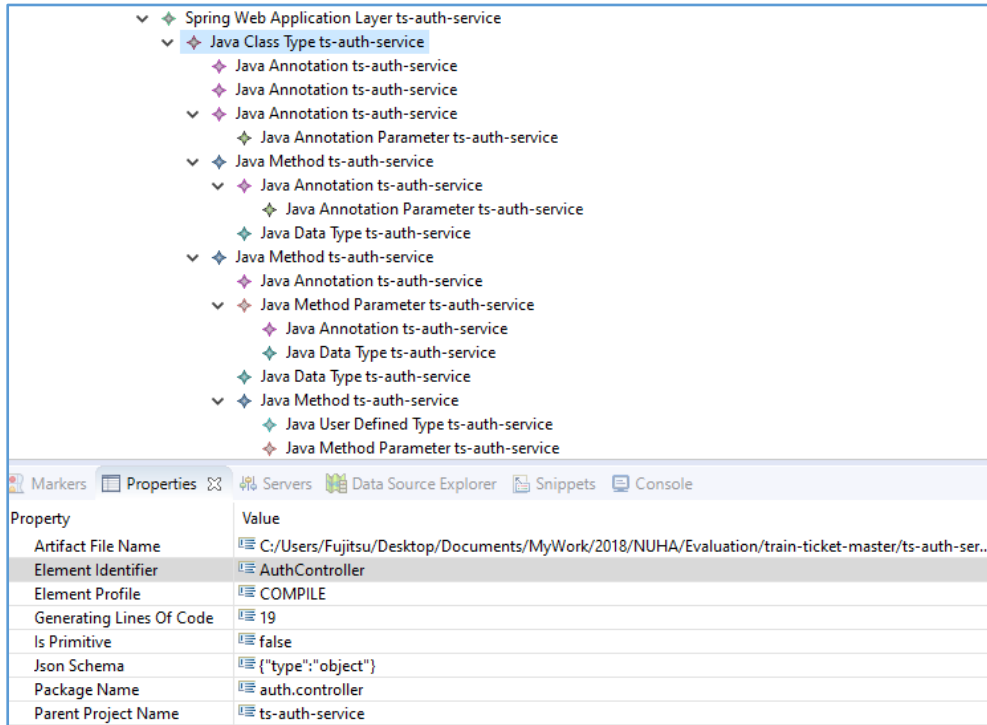 Spring Web Application Layer ts-auth-service
Java Class Type ts-auth-service
Java Annotation ts-auth-service
Java Annotation ts-auth-service
Java Annotation ts-auth-service
Java Annotation Parameter ts-auth-service
Java Method ts-auth-service
Java Annotation ts-auth-service
Java Annotation Parameter ts-auth-service
Java Data Type ts-auth-service
Java Method ts-auth-service
Java Annotation ts-auth-service
Java Method Parameter ts-auth-service
Java Annotation ts-auth-service
Java Data Type ts-auth-service
Java Data Type ts-auth-service
Java Method ts-auth-service
Java User Defined Type ts-auth-service
Java Method Parameter ts-auth-service
Markers Properties Servers Data Source Explorer Snippets Console
Property Value
Artifact File Name C:/Users/Fujitsu/Desktop/Documents/MyWork/2018/NUHA/Evaluation/train-ticket-master/ts-auth-ser...
Element Identifier AuthController
Element Profile COMPILE
Generating Lines Of Code 19
Is Primitive false
Json Schema {"type":"object"}
Package Name auth.controller
Parent Project Name ts-auth-service